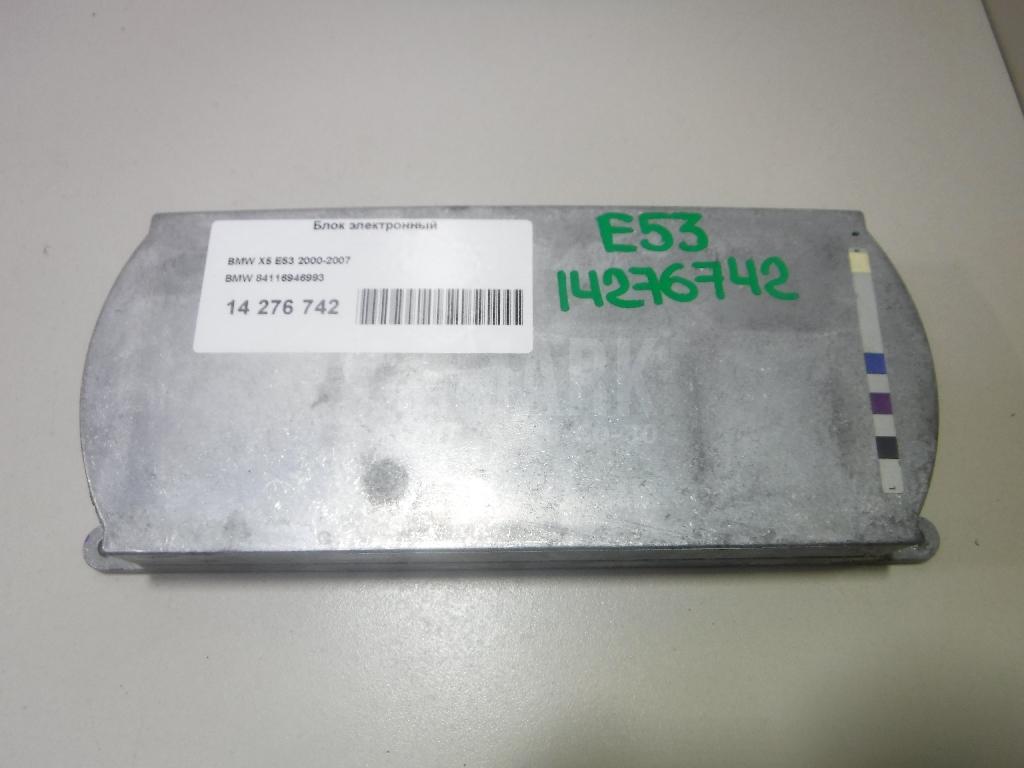 Блок электронный
BMW X5 E53 2000-2007
BMW 84116946993
14 276 742
E53
14276742